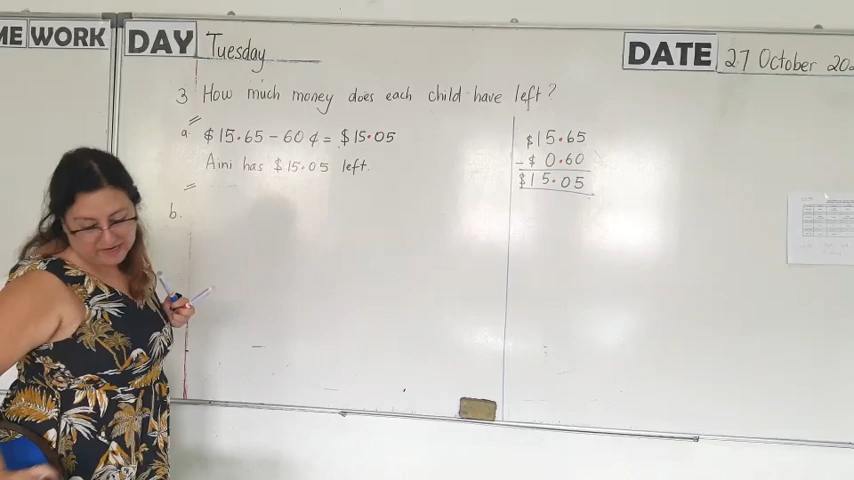 ME WORK
DAY Tuesday
DATE 27 October 202
3 How much money does each child have left?
a. $15.65 - 60 ¢ = $15.05
Aini has $15.05 left.
b.
$15.65
- $ 0.60
$15.05